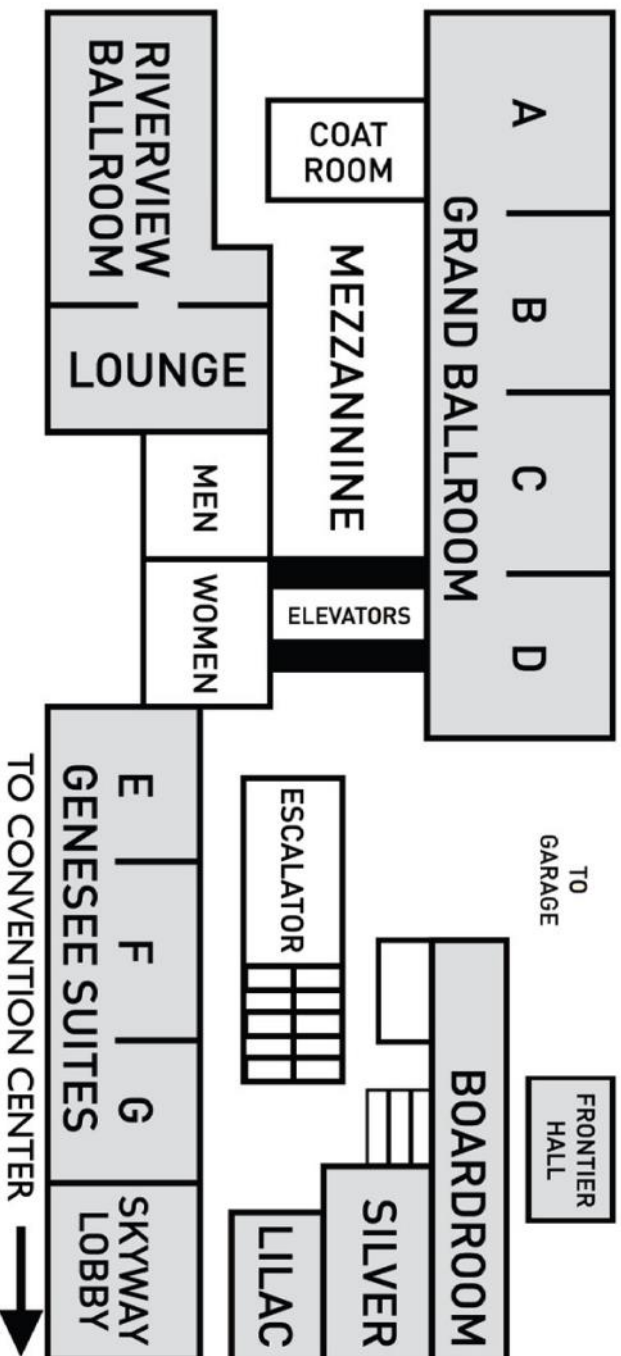 A
B
C
D
GRAND BALLROOM
COAT
ROOM
MEZZANNINE
RIVERVIEW
BALLROOM
LOUNGE
MEN
WOMEN
ELEVATORS
TO
GARAGE
FRONTIER
HALL
BOARDROOM
ESCALATOR
SILVER
LILAC
E
F
G
GENESEE SUITES
SKYWAY
LOBBY
TO CONVENTION CENTER